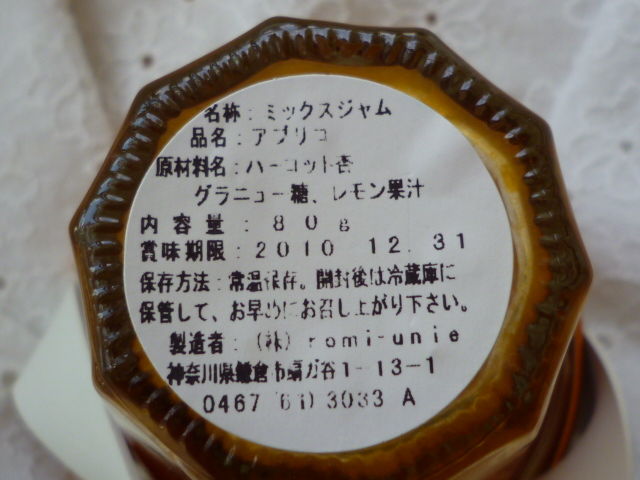 名称：ミックスジャム
品名：アプリコ
原材料名：ハーコット杏
グラニュー糖、レモン果汁
内容量：80g
賞味期限：2010 12.31
保存方法：常温保存。開封後は冷蔵庫に
保管して、お早めにお召し上がり下さい。
製造者：（株）romi-unie
神奈川県鎌倉市扇ガ谷1-13-1
0467（61）3033 A